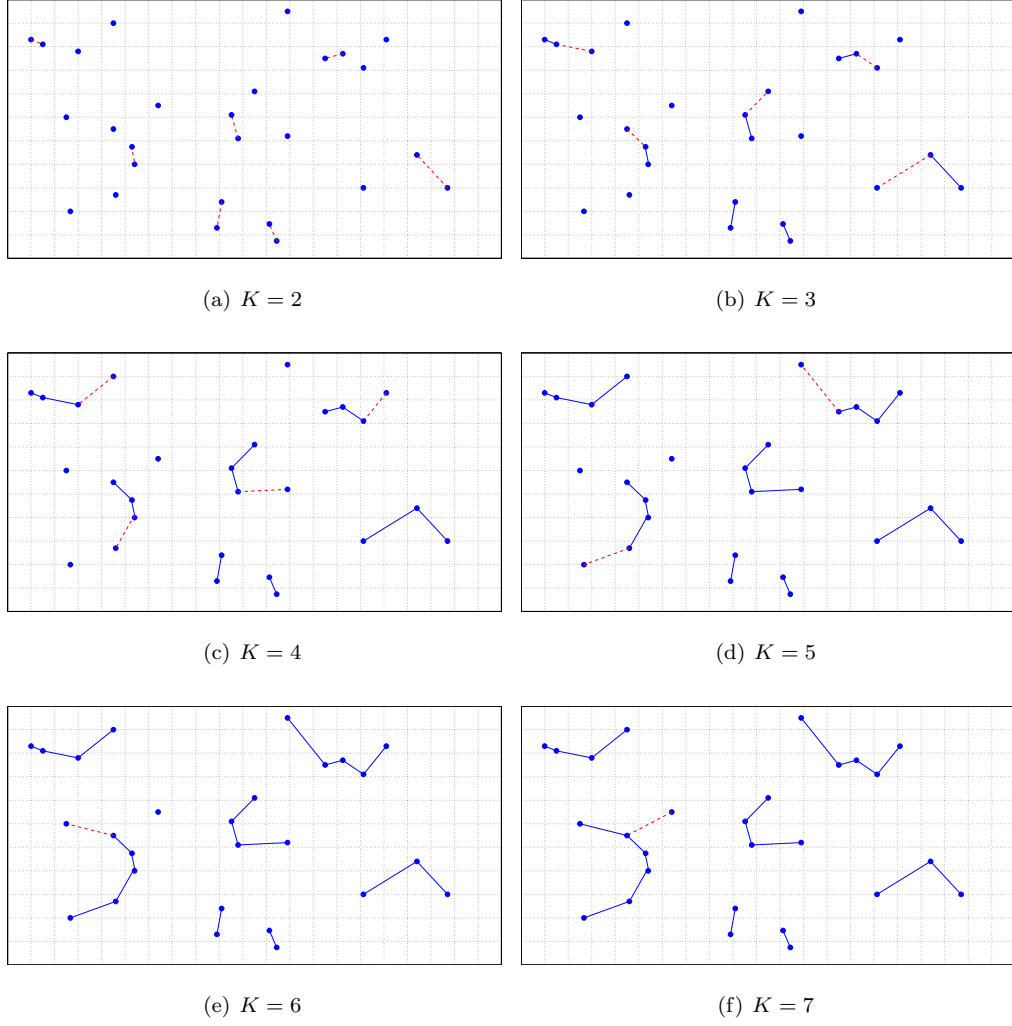 (a) K = 2
(b) K = 3
(c) K = 4
(d) K = 5
(e) K = 6
(f) K = 7